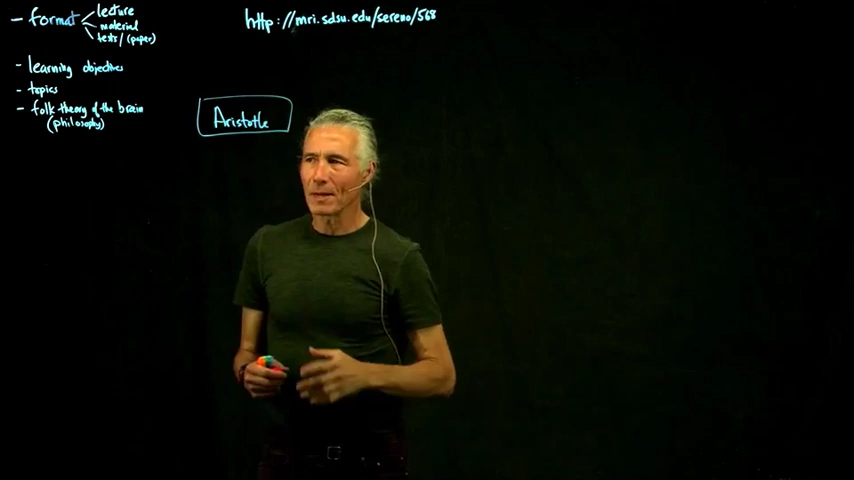 - format
lecture
material
tests/(paper)
- learning objectives
- topics
- folk theory of the brain
(philosophy)
http://mri.sdsu.edu/sereno/568
Aristotle